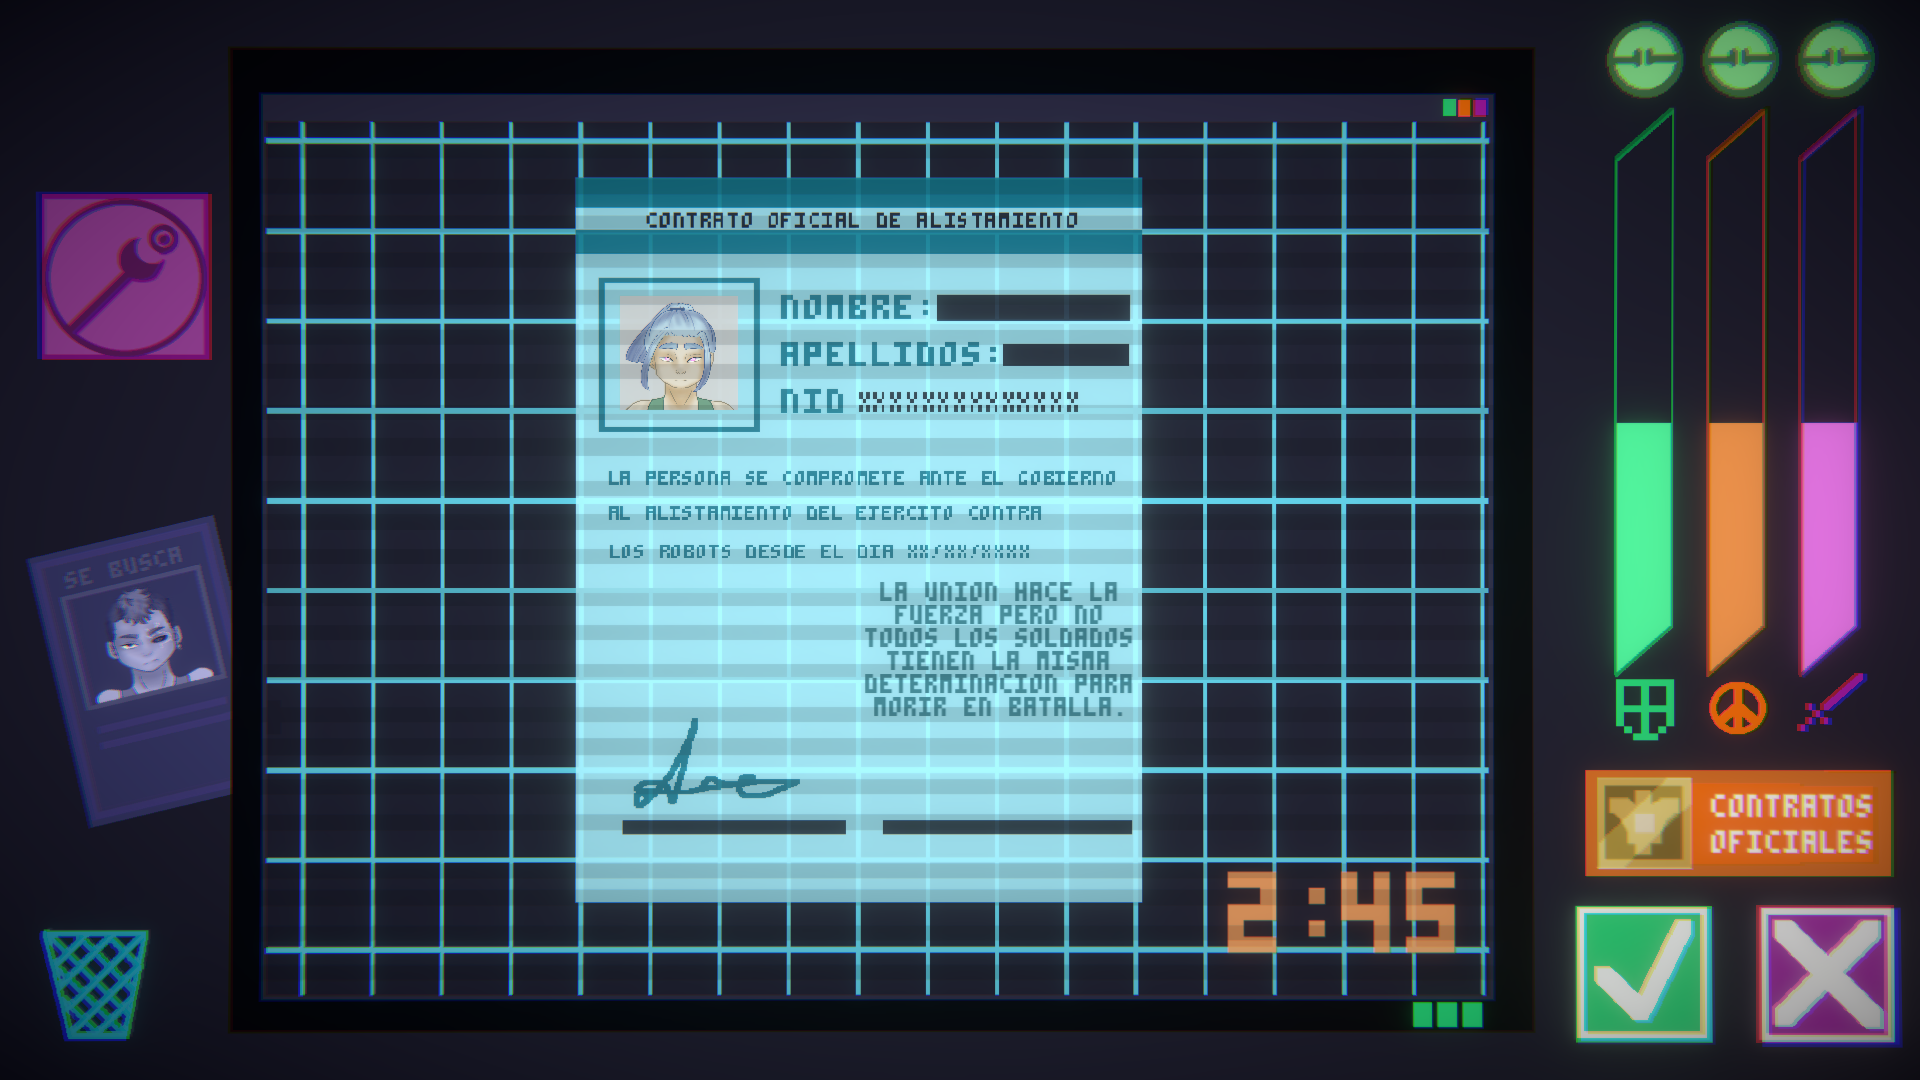 CONTRATO OFICIAL DE ALISTAMIENTO
NOMBRE:
APELLIDOS:
NID XXXXXXXXXXXXXX
LA PERSONA SE COMPROMETE ANTE EL GOBIERNO
AL ALISTAMIENTO DEL EJERCITO CONTRA
LOS ROBOTS DESDE EL DIA XX/XX/XXXX
LA UNION HACE LA
FUERZA PERO NO
TODOS LOS SOLDADOS
TIENEN LA MISMA
DETERMINACION PARA
MORIR EN BATALLA.
SE BUSCA
CONTRATOS
OFICIALES
2:45